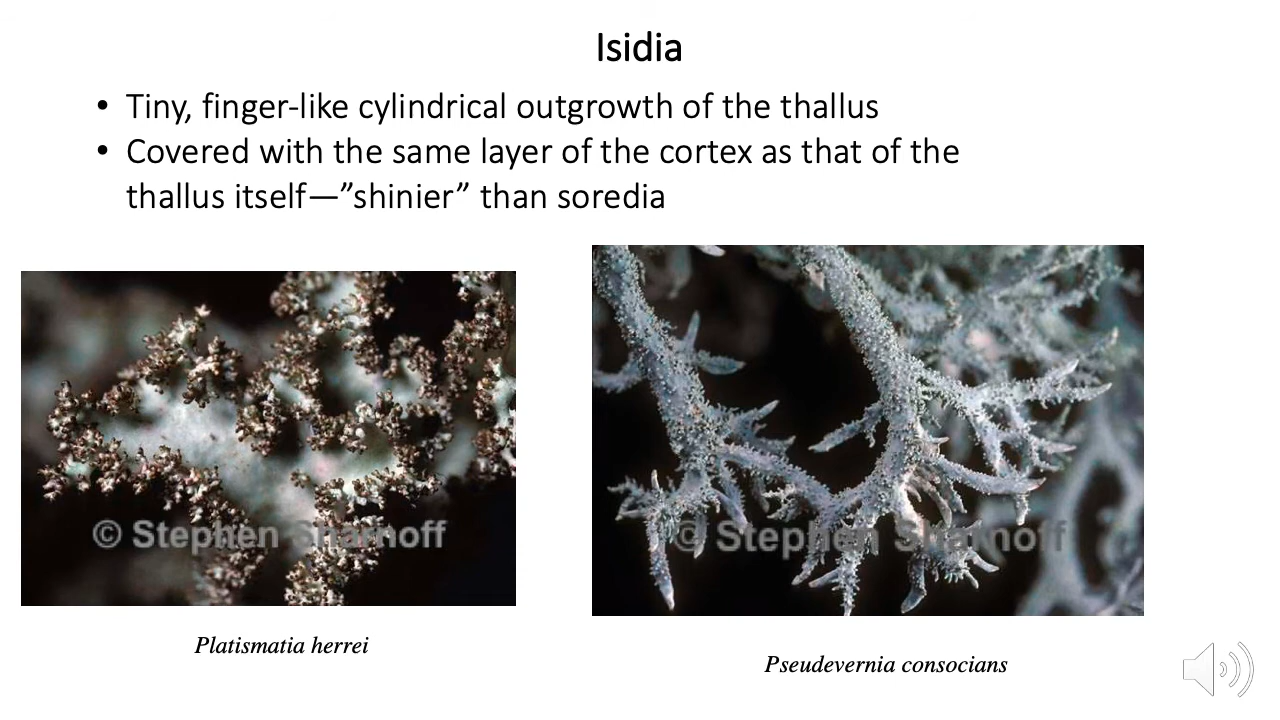 Isidia
• Tiny, finger-like cylindrical outgrowth of the thallus
• Covered with the same layer of the cortex as that of the
thallus itself—”shinier” than soredia
© Stephen Sharnoff
© Stephen Sharnoff
Platismatia herrei
Pseudevernia consocians